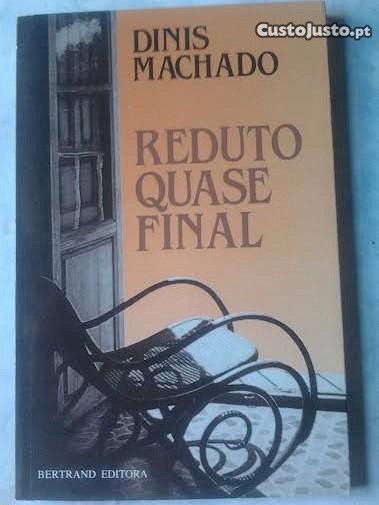 CustoJusto.pt
DINIS
MACHADO
REDUTO
QUASE
FINAL
BERTRAND EDITORA